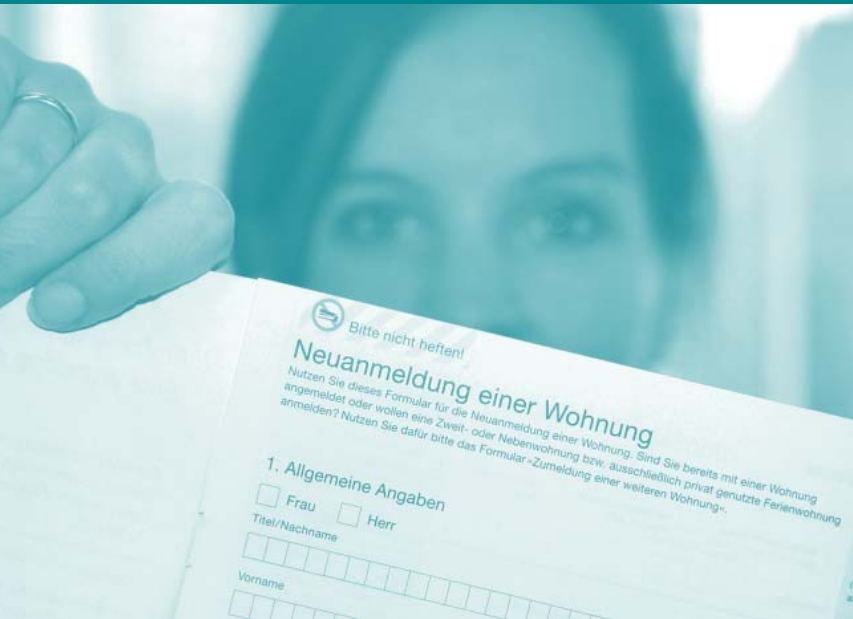 Bitte nicht heften!
Neuanmeldung einer Wohnung
Nutzen Sie dieses Formular für die Neuanmeldung einer Wohnung. Sind Sie bereits mit einer Wohnung
angemeldet oder wollen eine Zweit- oder Nebenwohnung bzw. ausschließlich privat genutzte Ferienwohnung
anmelden? Nutzen Sie dafür bitte das Formular »Zumeldung einer weiteren Wohnung«.
1. Allgemeine Angaben
Frau Herr
Titel/Nachname
Vorname